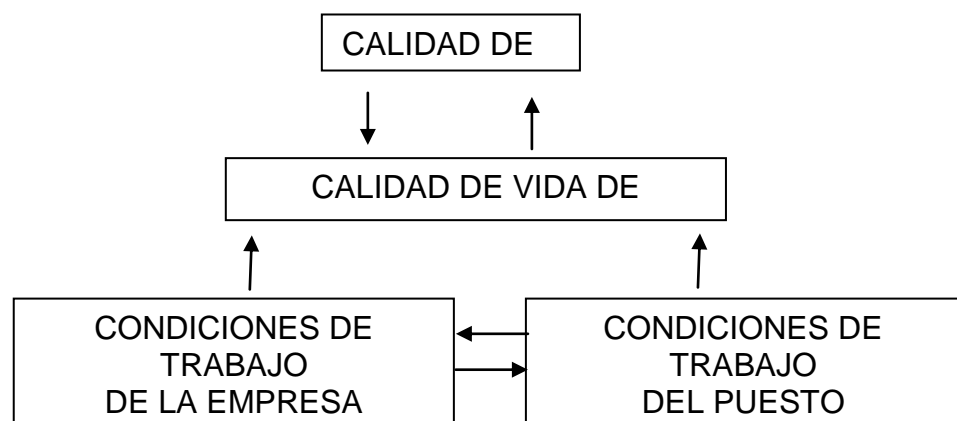 CALIDAD DE
CALIDAD DE VIDA DE
CONDICIONES DE
TRABAJO
DE LA EMPRESA
CONDICIONES DE
TRABAJO
DEL PUESTO